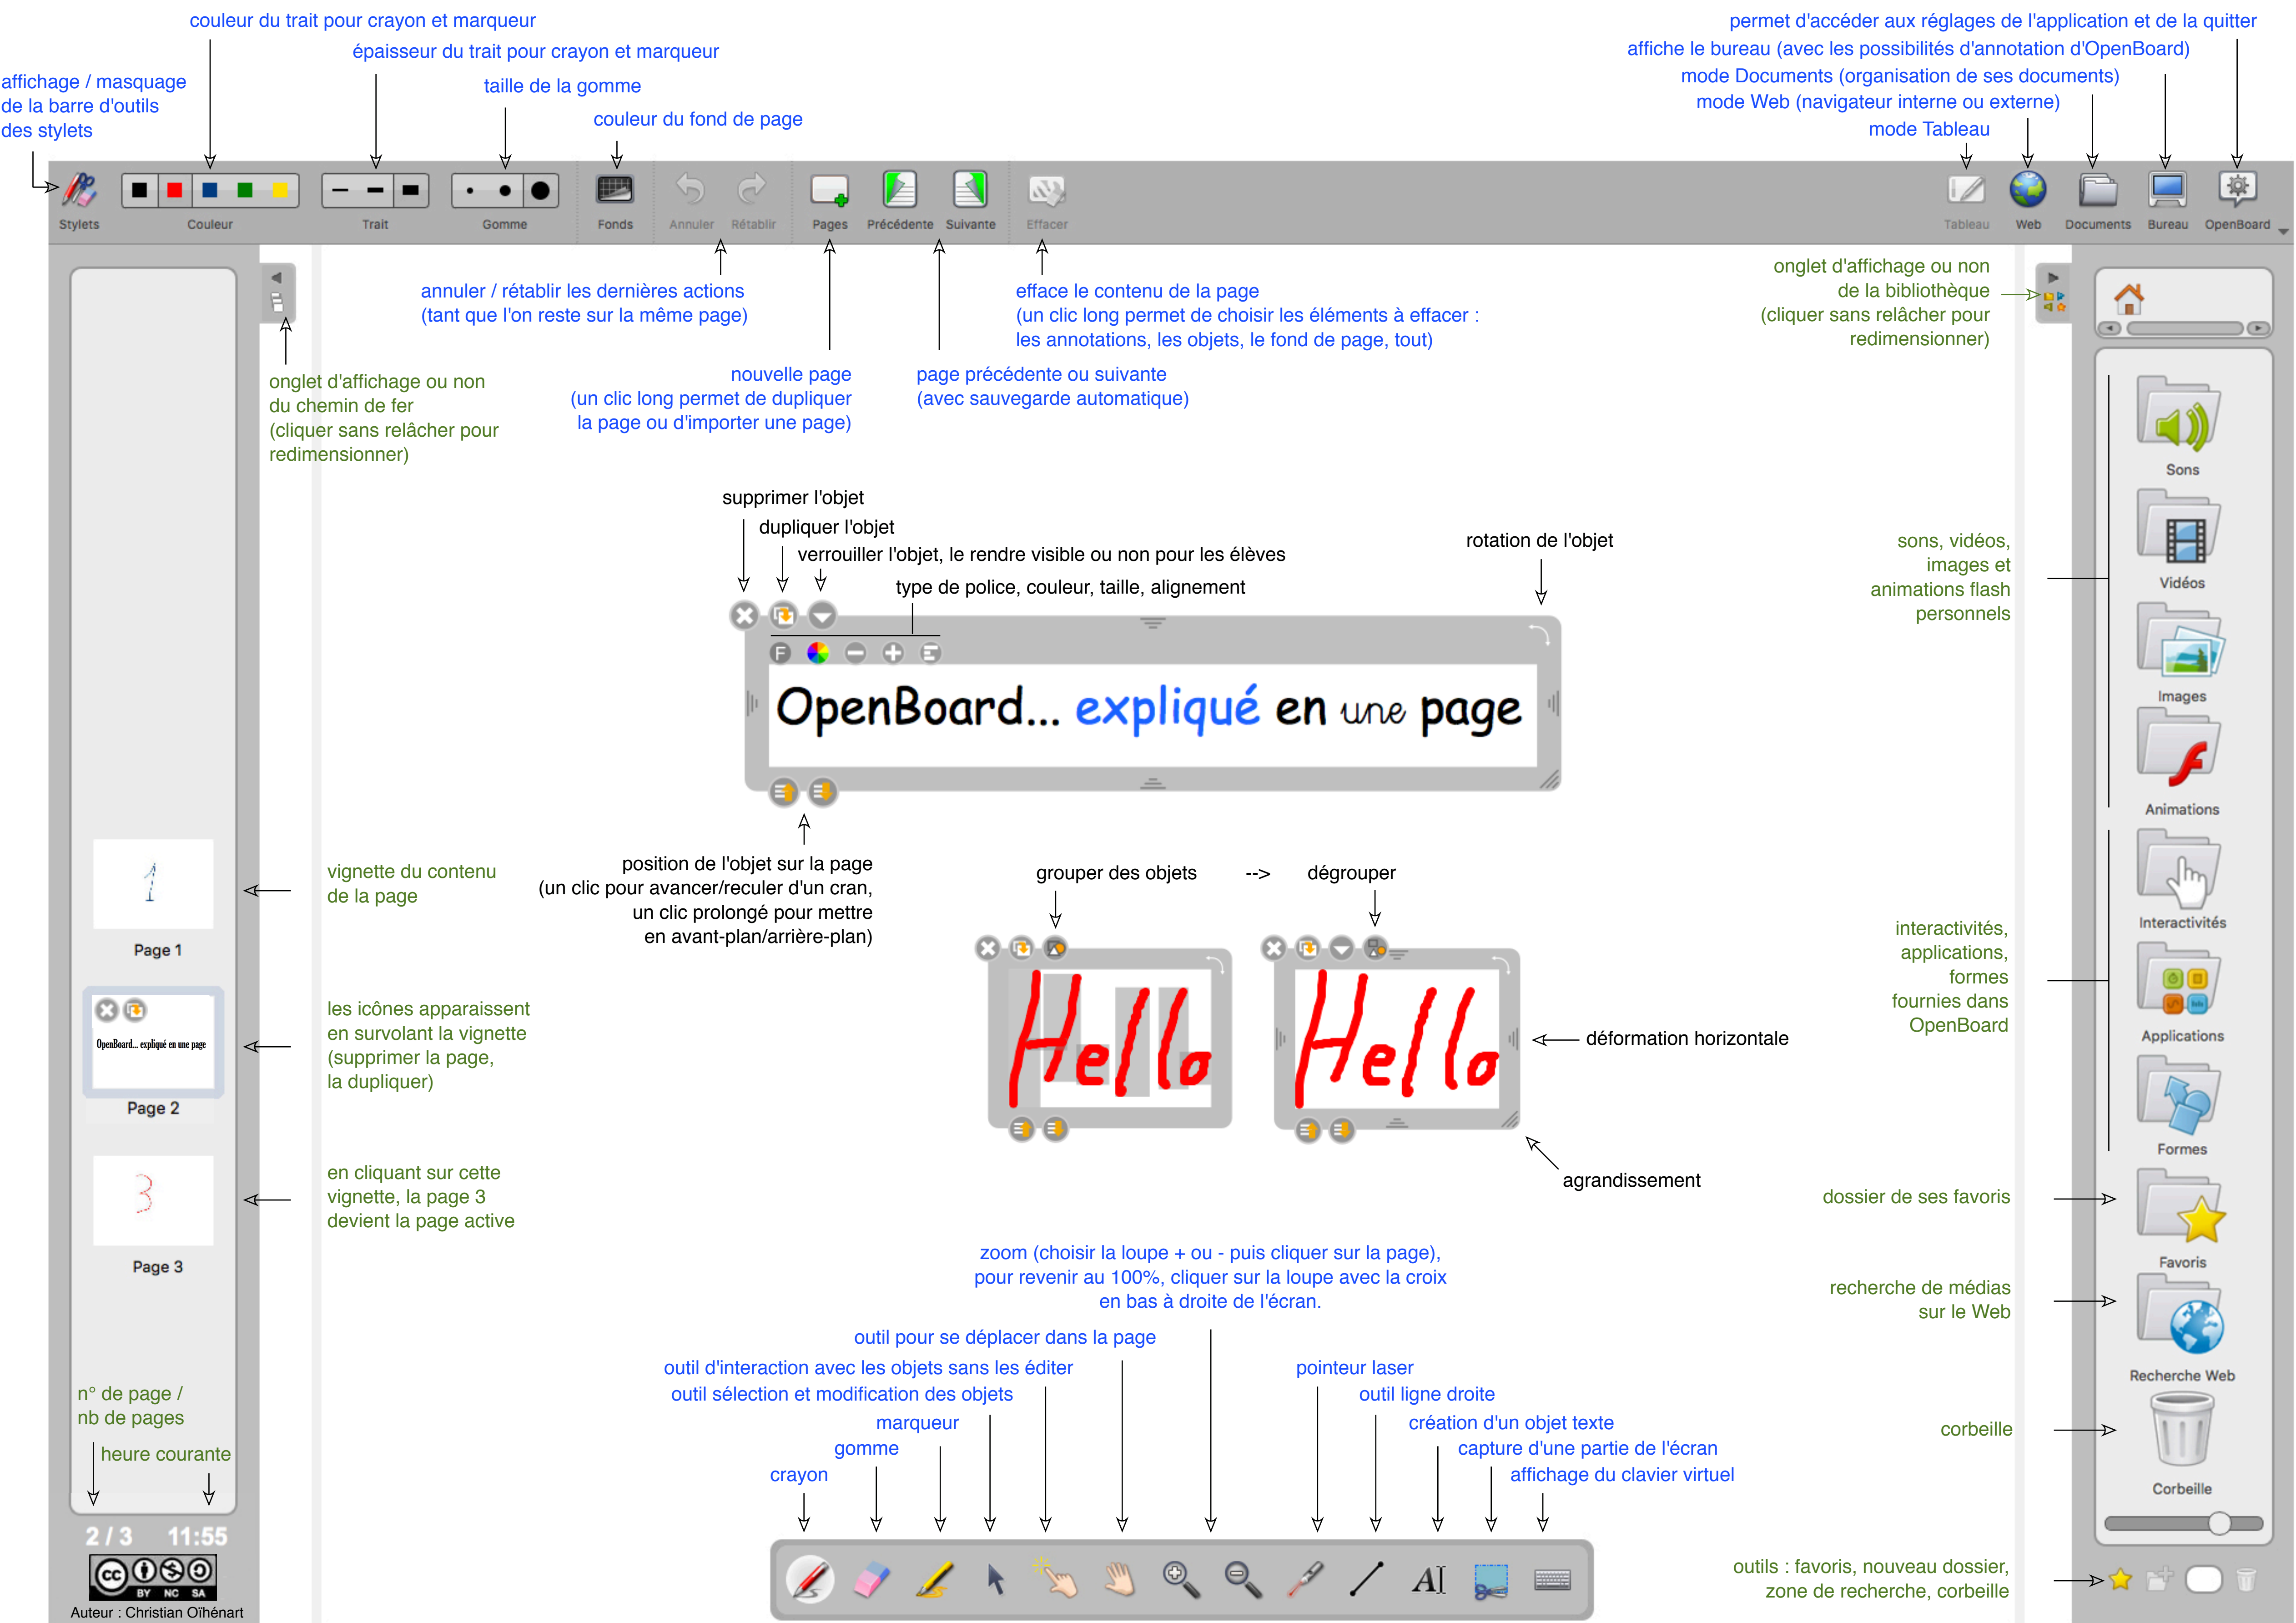 couleur du trait pour crayon et marqueur
épaisseur du trait pour crayon et marqueur
taille de la gomme
couleur du fond de page
affichage / masquage
de la barre d'outils
des stylets
permet d'accéder aux réglages de l'application et de la quitter
affiche le bureau (avec les possibilités d'annotation d'OpenBoard)
mode Documents (organisation de ses documents)
mode Web (navigateur interne ou externe)
mode Tableau
Stylets
Couleur
Trait
Gomme
Fonds
Annuler
Rétablir
Pages
Précédente
Suivante
Effacer
Tableau
Web
Documents
Bureau
OpenBoard
annuler / rétablir les dernières actions
(tant que l'on reste sur la même page)
efface le contenu de la page
(un clic long permet de choisir les éléments à effacer :
les annotations, les objets, le fond de page, tout)
onglet d'affichage ou non
de la bibliothèque
(cliquer sans relâcher pour
redimensionner)
onglet d'affichage ou non
du chemin de fer
(cliquer sans relâcher pour
redimensionner)
nouvelle page
(un clic long permet de dupliquer
la page ou d'importer une page)
page précédente ou suivante
(avec sauvegarde automatique)
supprimer l'objet
dupliquer l'objet
verrouiller l'objet, le rendre visible ou non pour les élèves
type de police, couleur, taille, alignement
rotation de l'objet
F
OpenBoard... expliqué en une page
position de l'objet sur la page
(un clic pour avancer/reculer d'un cran,
un clic prolongé pour mettre
en avant-plan/arrière-plan)
grouper des objets --> dégrouper
Hello
Hello
déformation horizontale
agrandissement
1
Page 1
vignette du contenu
de la page
OpenBoard... expliqué en une page
Page 2
les icônes apparaissent
en survolant la vignette
(supprimer la page,
la dupliquer)
3
Page 3
en cliquant sur cette
vignette, la page 3
devient la page active
n° de page /
nb de pages
heure courante
2 / 3 11:55
cc
BY NC SA
Auteur : Christian Oïhénart
sons, vidéos,
images et
animations flash
personnels
Sons
Vidéos
Images
Animations
interactivités,
applications,
formes
fournies dans
OpenBoard
Interactivités
Applications
Formes
dossier de ses favoris
Favoris
recherche de médias
sur le Web
Recherche Web
corbeille
Corbeille
outils : favoris, nouveau dossier,
zone de recherche, corbeille
zoom (choisir la loupe + ou - puis cliquer sur la page),
pour revenir au 100%, cliquer sur la loupe avec la croix
en bas à droite de l'écran.
outil pour se déplacer dans la page
outil d'interaction avec les objets sans les éditer
outil sélection et modification des objets
marqueur
gomme
crayon
pointeur laser
outil ligne droite
création d'un objet texte
capture d'une partie de l'écran
affichage du clavier virtuel
A